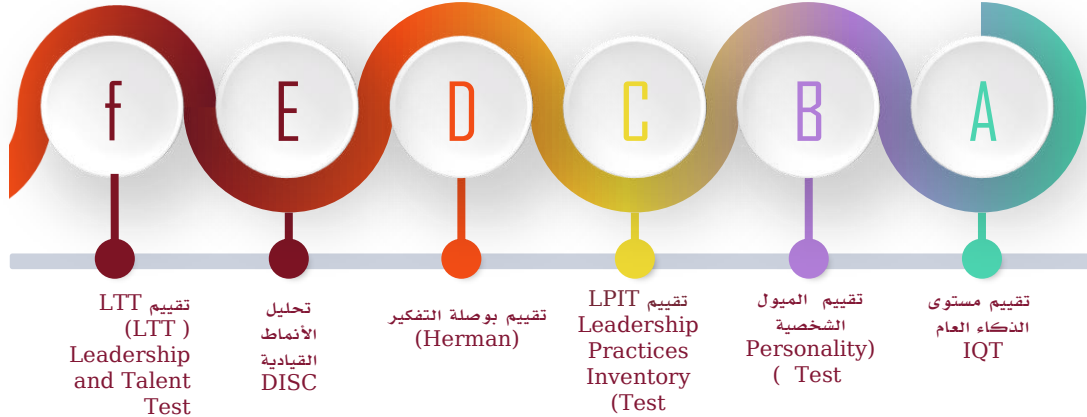 A
B
C
D
E
f
تقييم مستوى
الذكاء العام
IQT
تقييم الميول
الشخصية
Personality)
( Test
تقييم LPIT
Leadership
Practices
Inventory
(Test
تقييم بوصلة التفكير
(Herman)
تحليل
الأنماط
القيادية
DISC
تقييم LTT
(LTT )
Leadership
and Talent
Test